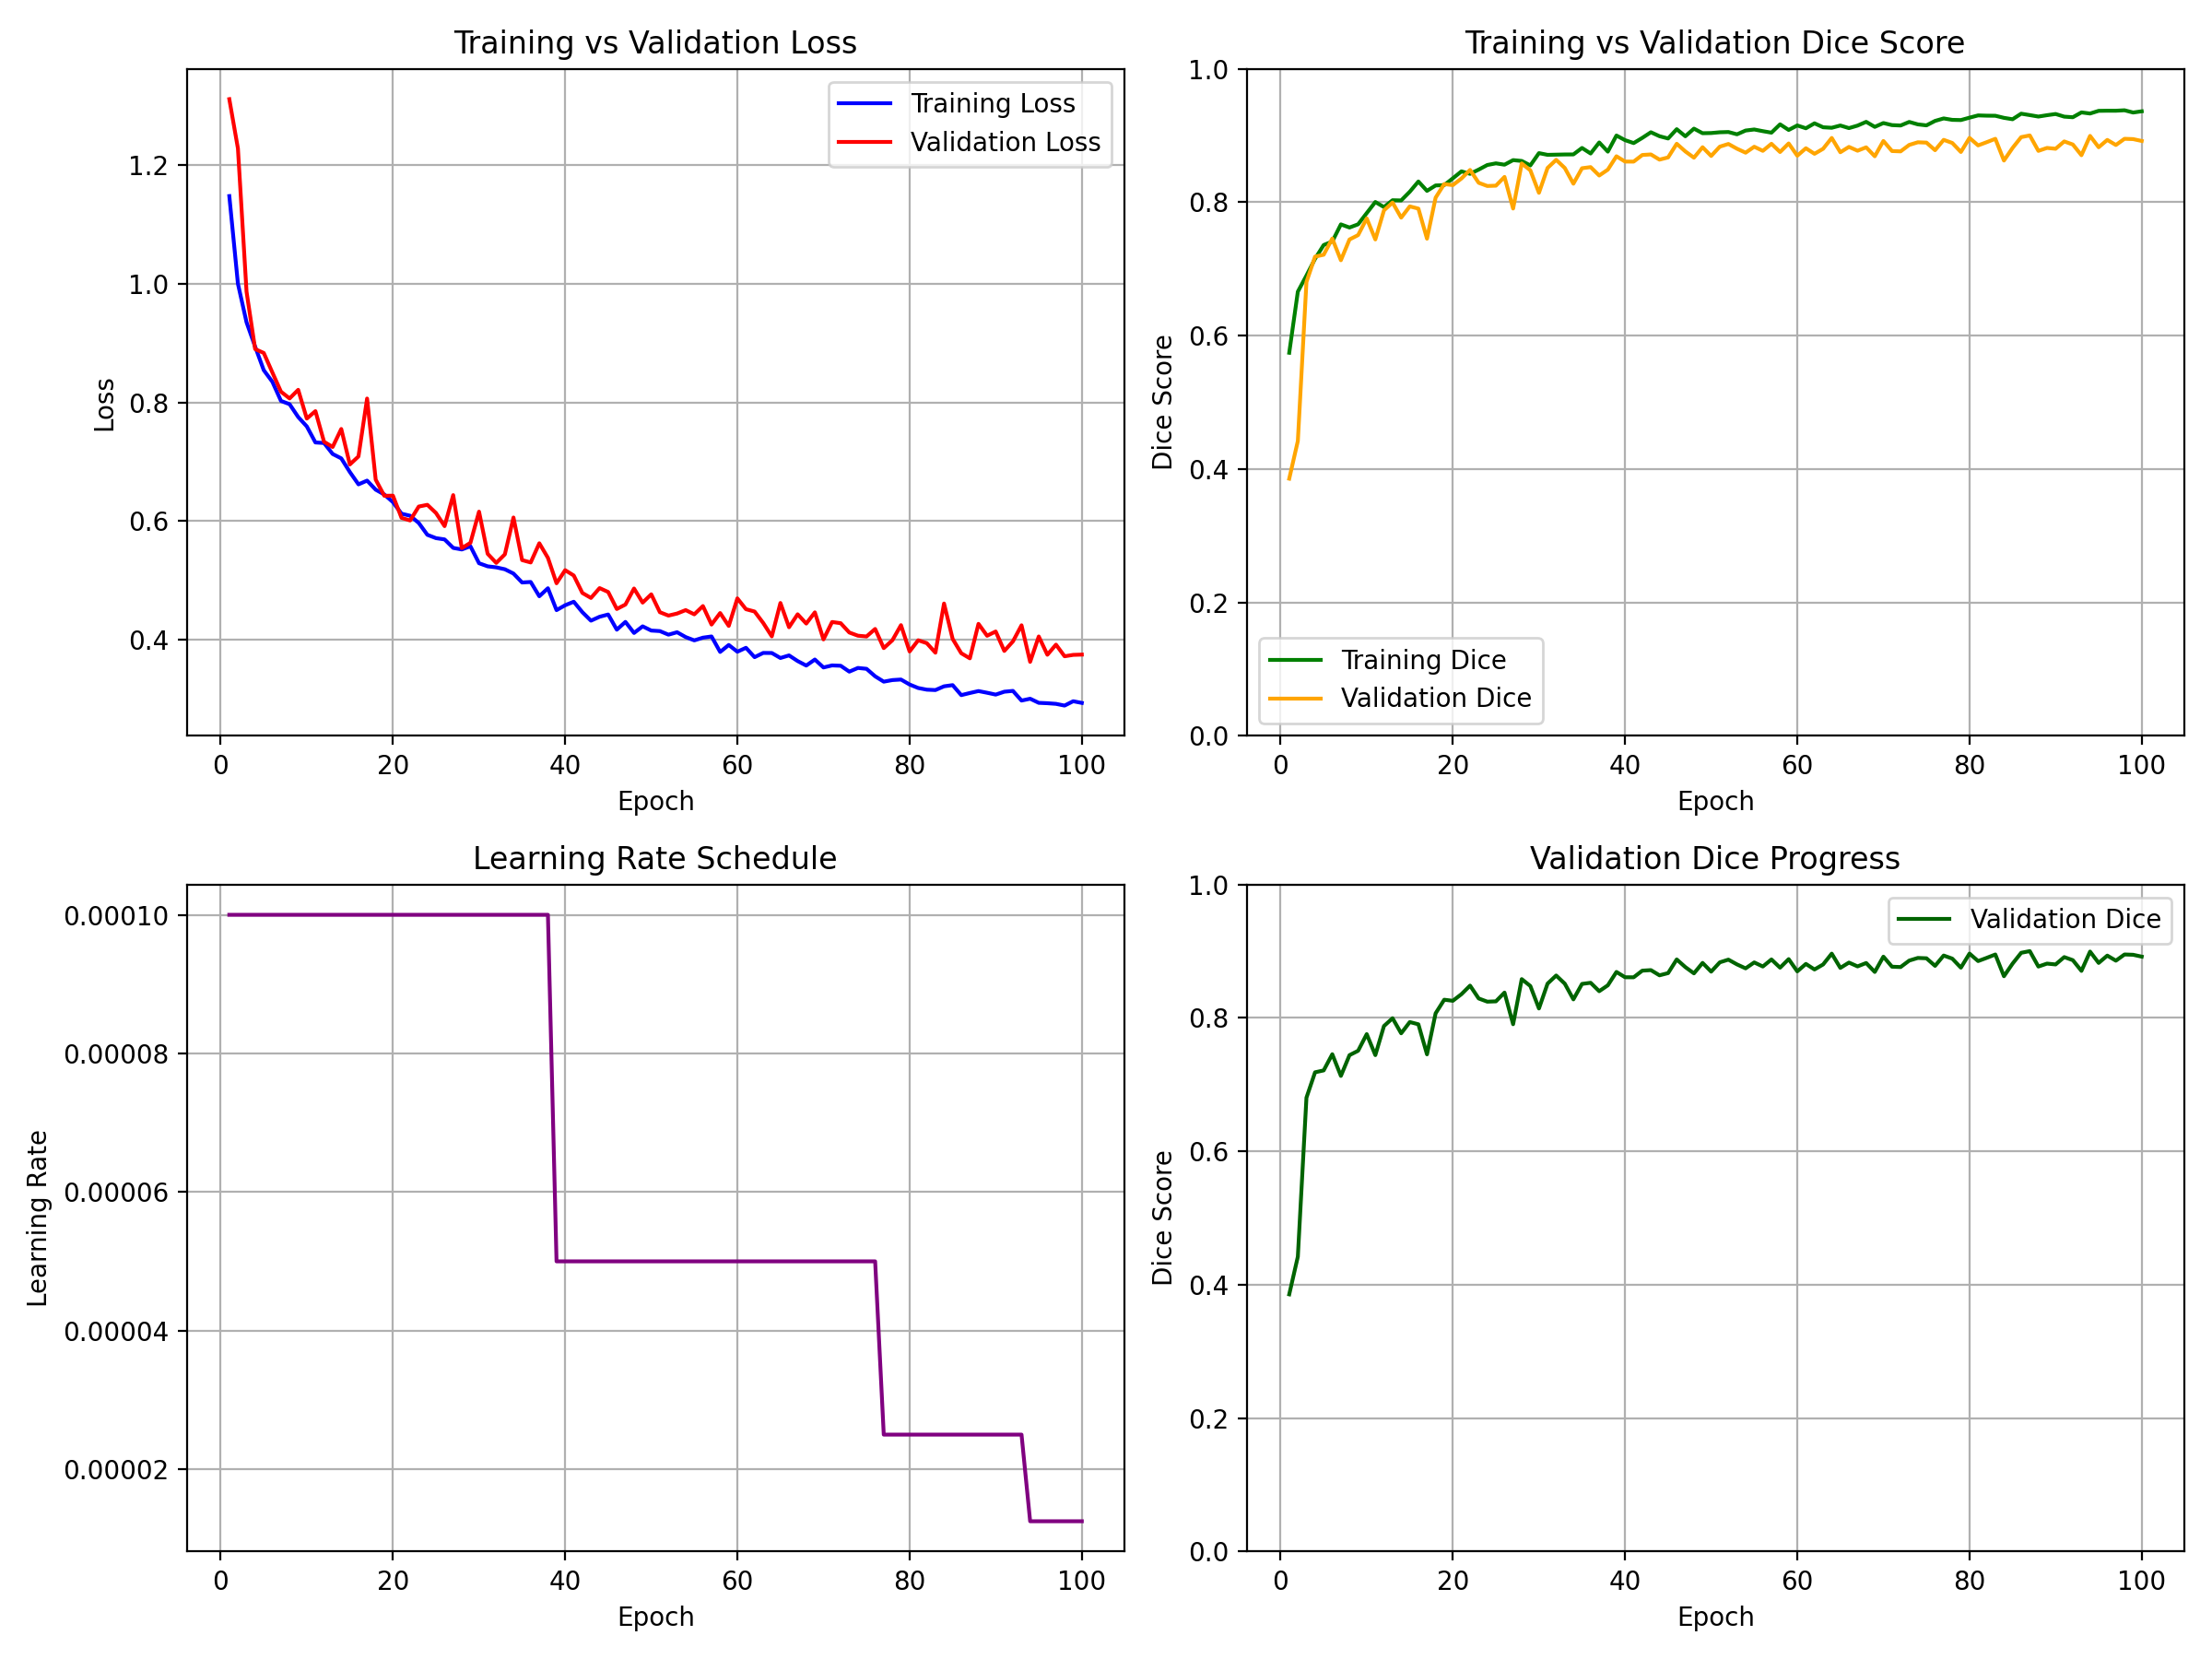 Training vs Validation Loss
Training Loss
Validation Loss
1.2
1.0
0.8
0.6
0.4
Loss
0 20 40 60 80 100
Epoch
Training vs Validation Dice Score
1.0
0.8
0.6
0.4
0.2
0.0
Dice Score
Training Dice
Validation Dice
0 20 40 60 80 100
Epoch
Learning Rate Schedule
0.00010
0.00008
0.00006
0.00004
0.00002
Learning Rate
0 20 40 60 80 100
Epoch
Validation Dice Progress
Validation Dice
1.0
0.8
0.6
0.4
0.2
0.0
Dice Score
0 20 40 60 80 100
Epoch